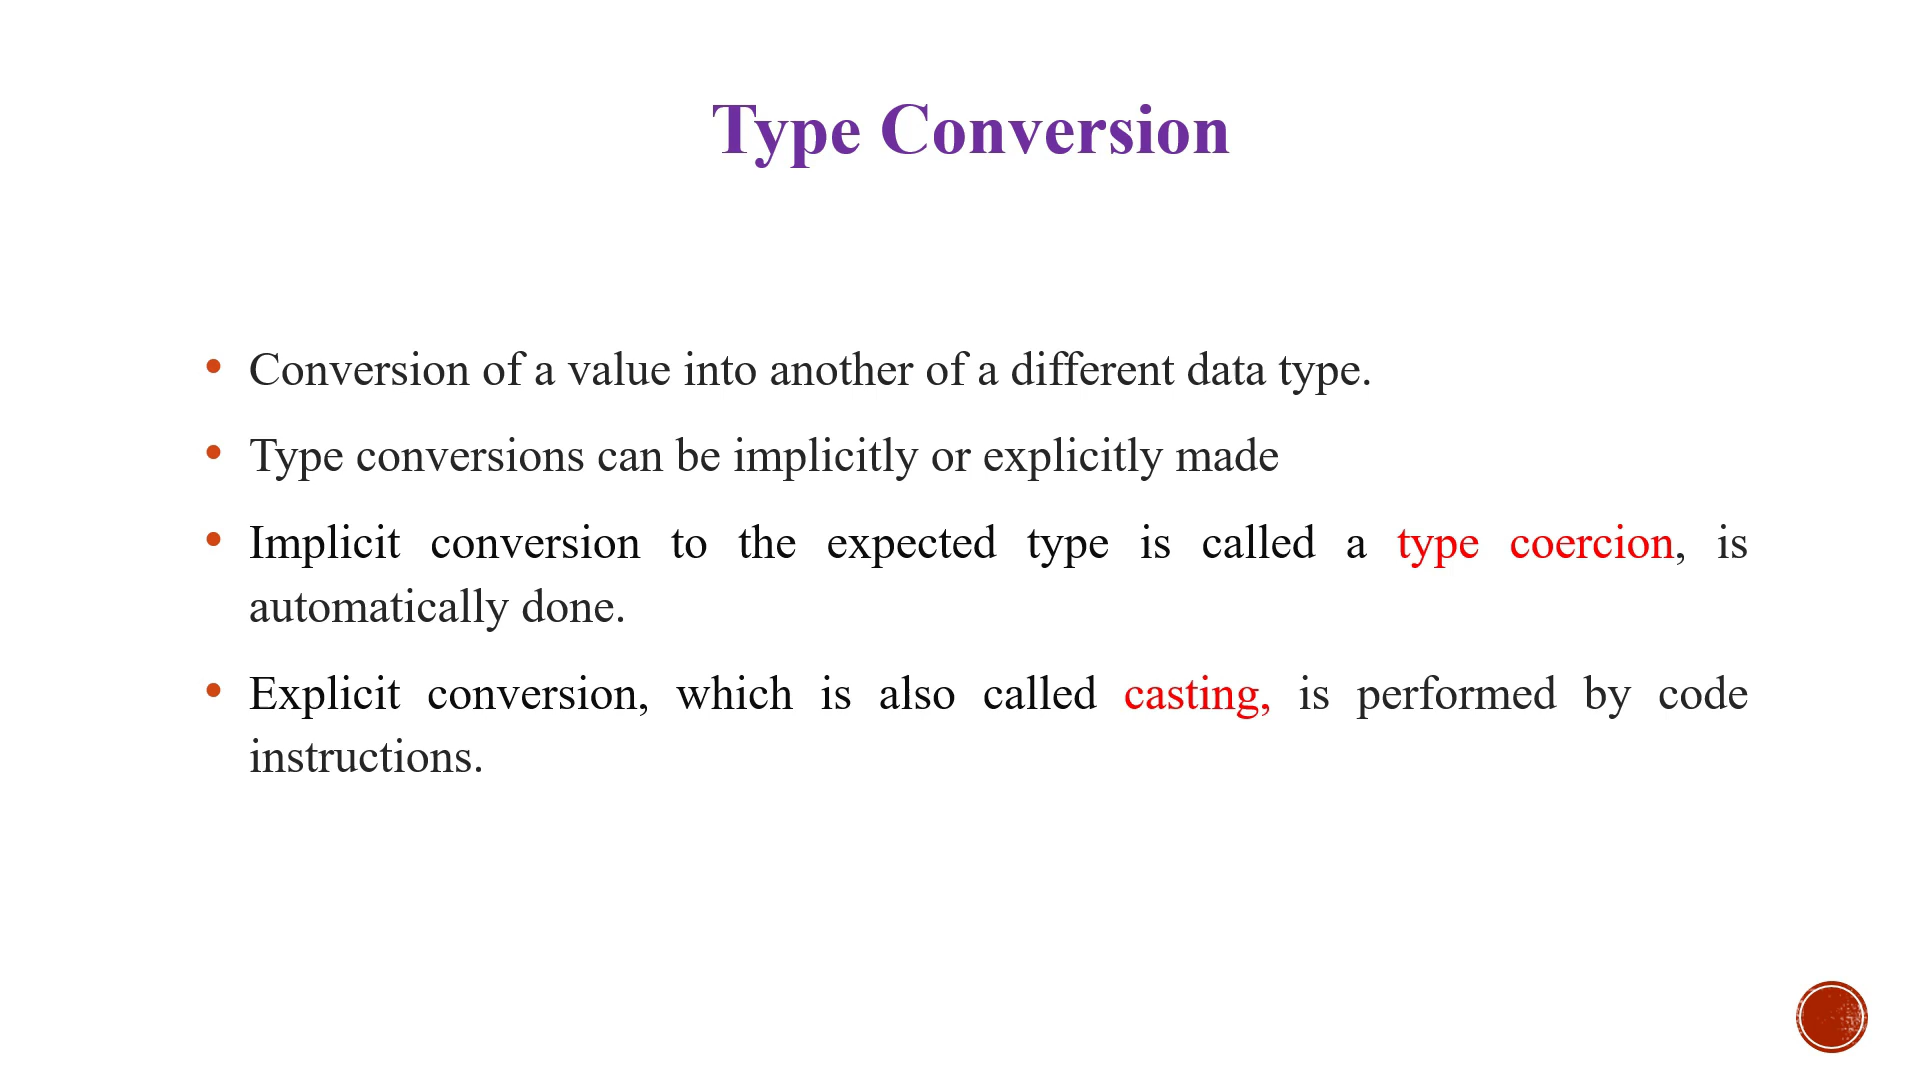 Type Conversion
• Conversion of a value into another of a different data type.
• Type conversions can be implicitly or explicitly made
• Implicit conversion to the expected type is called a type coercion, is
automatically done.
• Explicit conversion, which is also called casting, is performed by code
instructions.